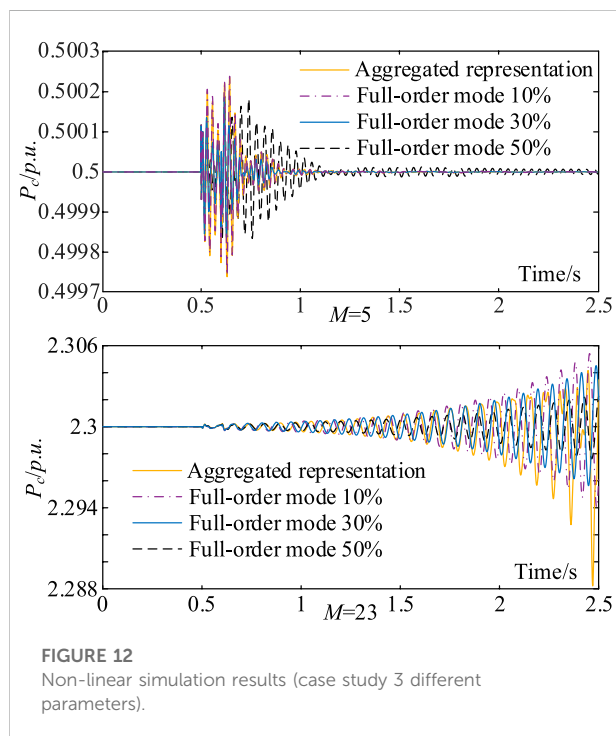 0.5003
0.5002
0.5001
0.5
0.4999
0.4998
0.4997
P_c/p.u.
Aggregated representation
Full-order mode 10%
Full-order mode 30%
Full-order mode 50%
Time/s
0 0.5 1 1.5 2 2.5
M=5
2.306
2.3
2.294
2.288
P_c/p.u.
Aggregated representation
Full-order mode 10%
Full-order mode 30%
Full-order mode 50%
Time/s
0 0.5 1 1.5 2 2.5
M=23
FIGURE 12
Non-linear simulation results (case study 3 different
parameters).